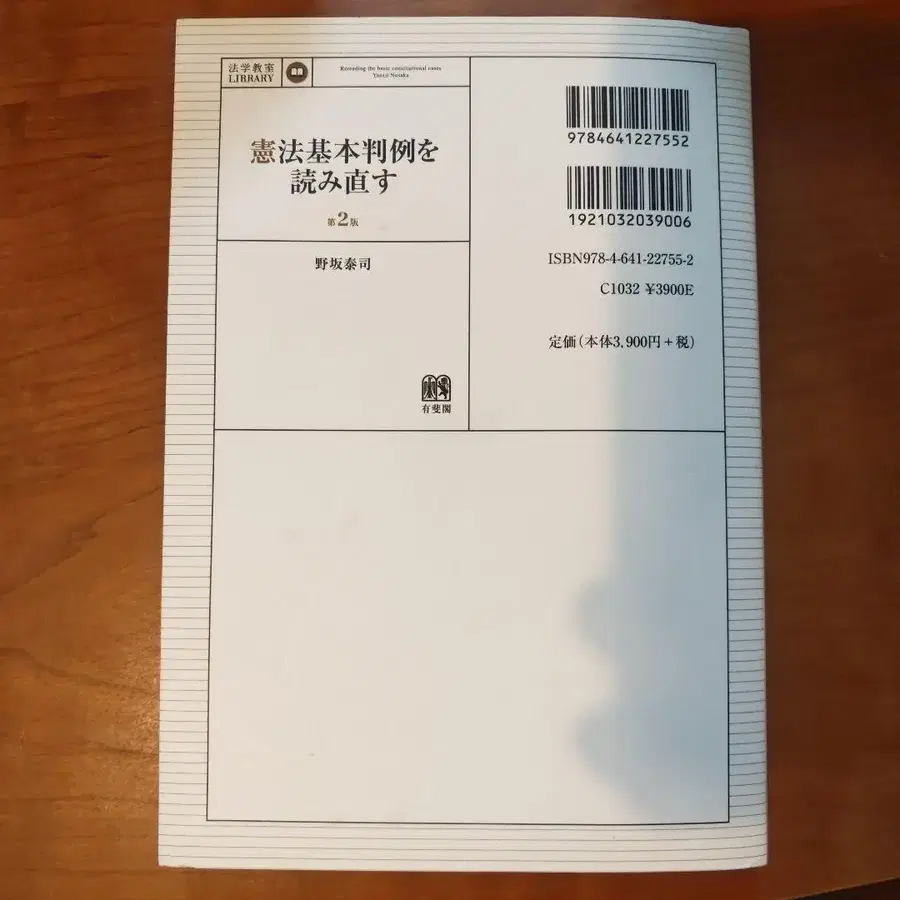 法学教室
LIBRARY
Rereading the basic constitutional cases
Yasuji Nosaka
憲法基本判例を
読み直す
第2版
野坂泰司
有斐閣
9784641227552
1921032039006
ISBN978-4-641-22755-2
C1032 ¥3900E
定価(本体3,900円+税)